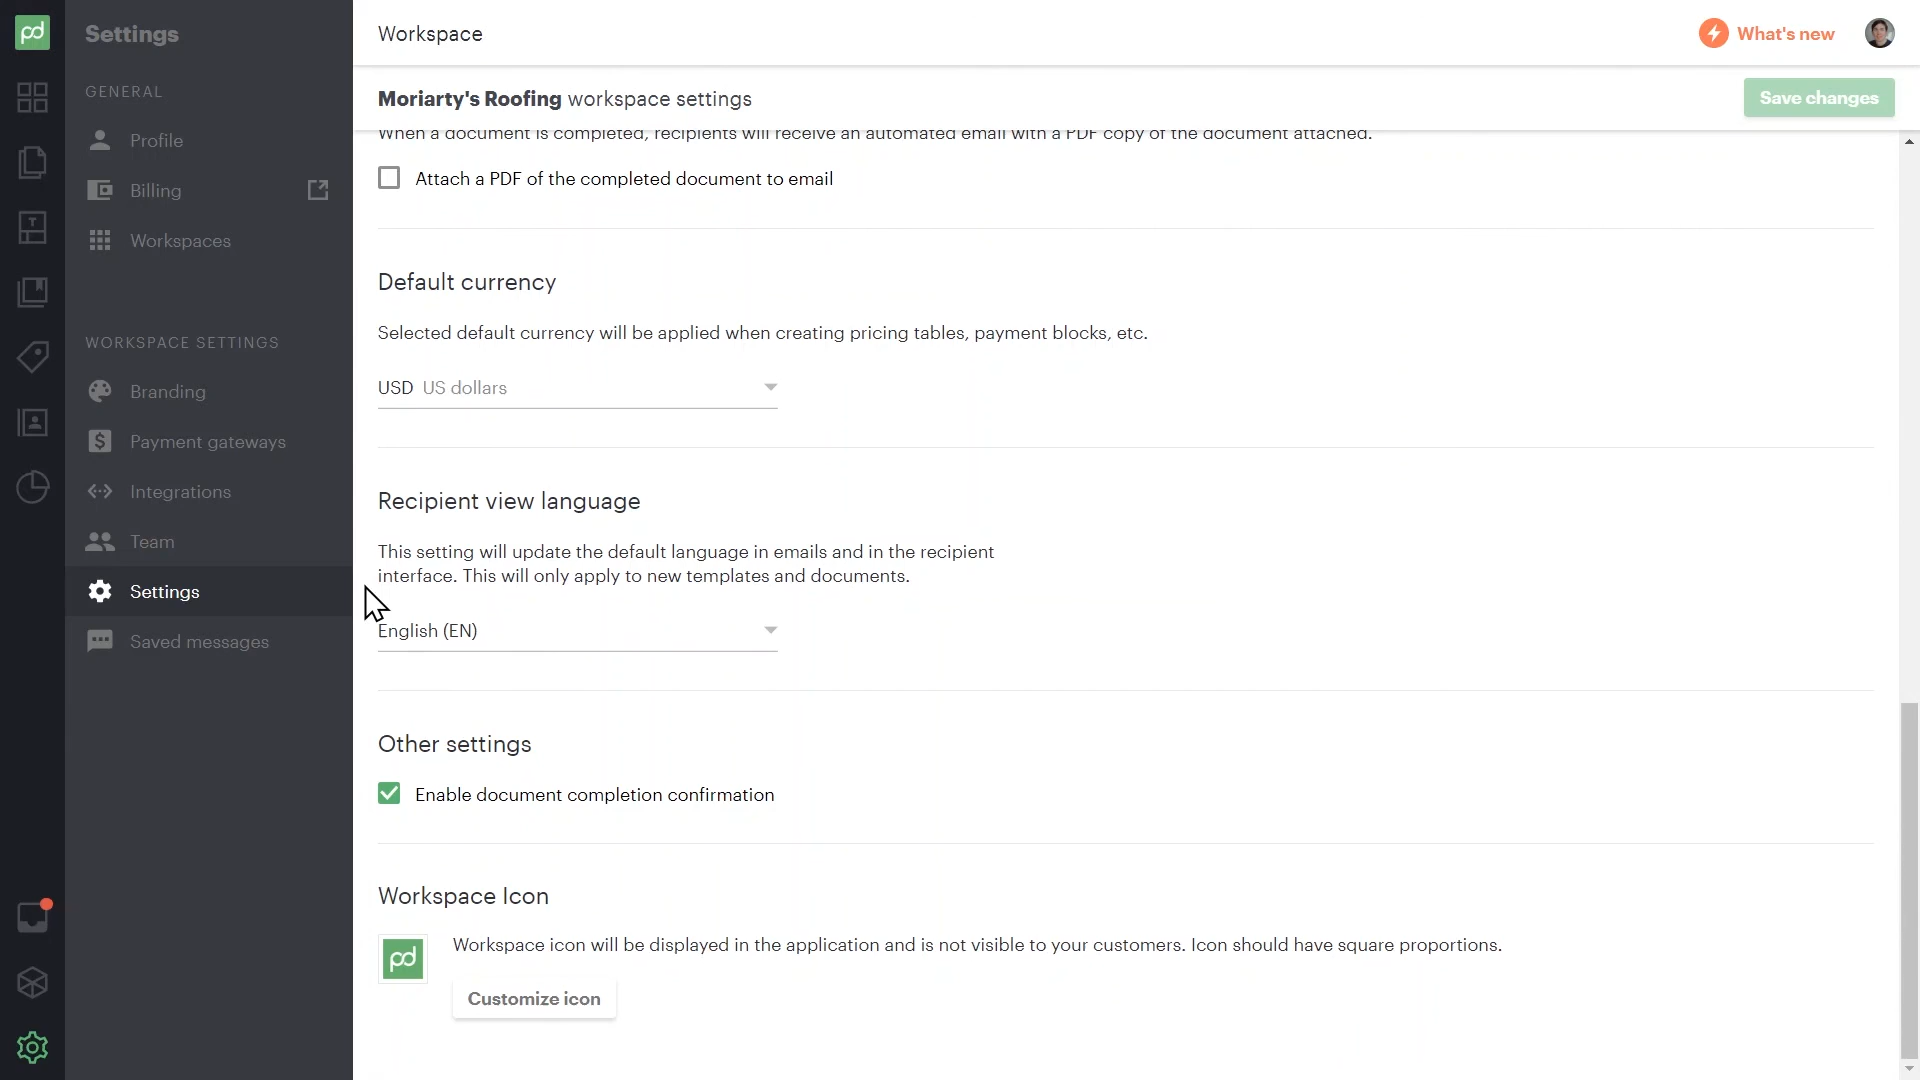 pd
Settings
GENERAL
Profile
Billing
Workspaces
WORKSPACE SETTINGS
Branding
Payment gateways
Integrations
Team
Settings
Saved messages
Workspace
What's new
Moriarty's Roofing workspace settings
Save changes
When a document is completed, recipients will receive an automated email with a PDF copy of the document attached.
Attach a PDF of the completed document to email
Default currency
Selected default currency will be applied when creating pricing tables, payment blocks, etc.
USD US dollars
Recipient view language
This setting will update the default language in emails and in the recipient
interface. This will only apply to new templates and documents.
English (EN)
Other settings
Enable document completion confirmation
Workspace Icon
pd
Workspace icon will be displayed in the application and is not visible to your customers. Icon should have square proportions.
Customize icon